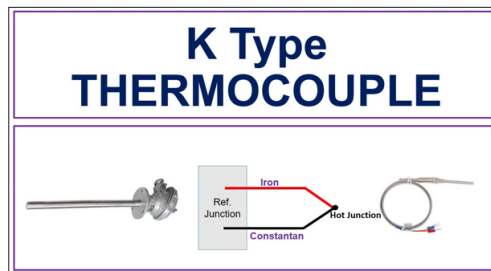 K Type
THERMOCOUPLE
Iron
Ref.
Junction
Hot Junction
Constantan